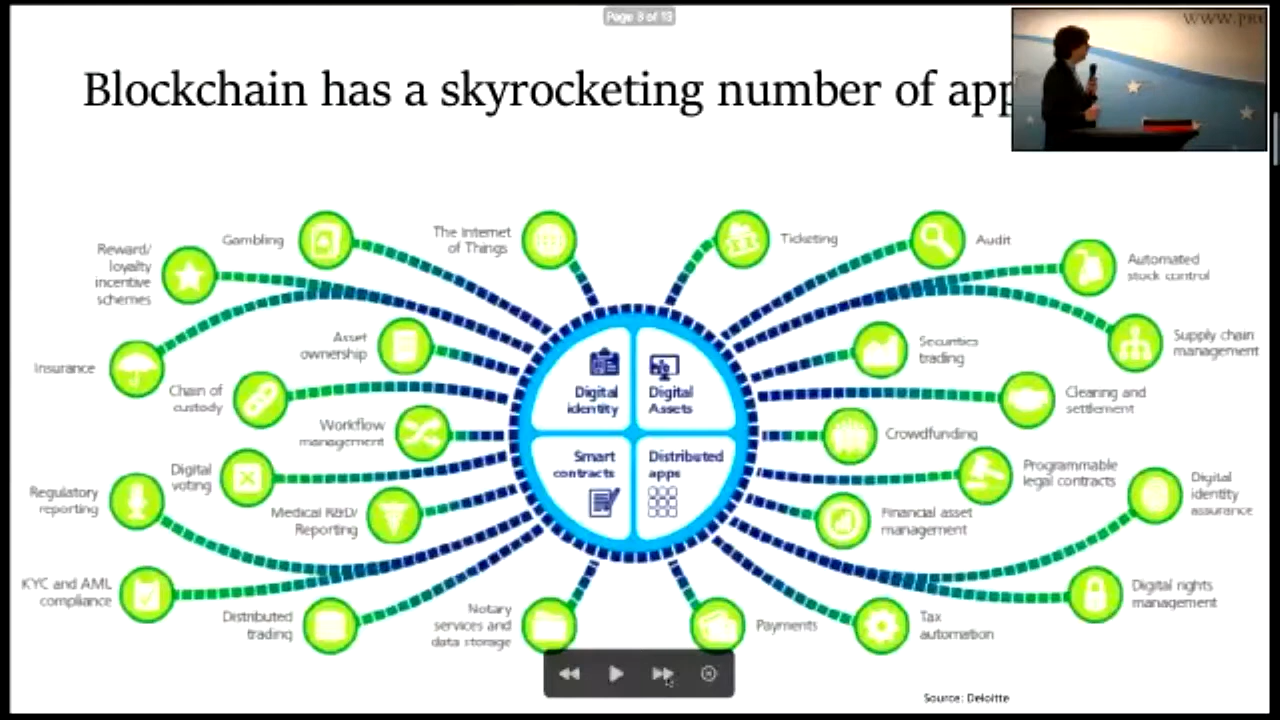 Page 8 of 13
WWW.PR
Blockchain has a skyrocketing number of app
Gambling
The Internet
of Things
Ticketing
Audit
Reward/
loyalty
incentive
schemes
Automated
stock control
Asset
ownership
Securities
trading
Supply chain
management
Insurance
Chain of
custody
Digital
identity
Digital
Assets
Clearing and
settlement
Workflow
management
Crowdfunding
Smart
contracts
Distributed
apps
Digital
voting
Programmable
legal contracts
Regulatory
reporting
Digital
identity
assurance
Medical R&D/
Reporting
Financial asset
management
KYC and AML
compliance
Digital rights
management
Distributed
trading
Notary
services and
data storage
Payments
Tax
automation
Source: Deloitte